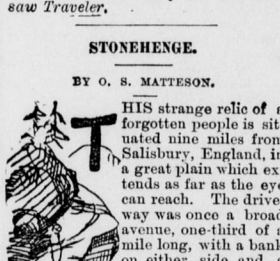 saw Traveler.
STONEHENGE.
BY O. S. MATTESON.
THIS strange relic of a
forgotten people is sit-
uated nine miles from
Salisbury, England, in
a great plain which ex-
tends as far as the eye
can reach. The drive-
way was once a broad
avenue, one-third of a
mile long, with a bank
on either side and